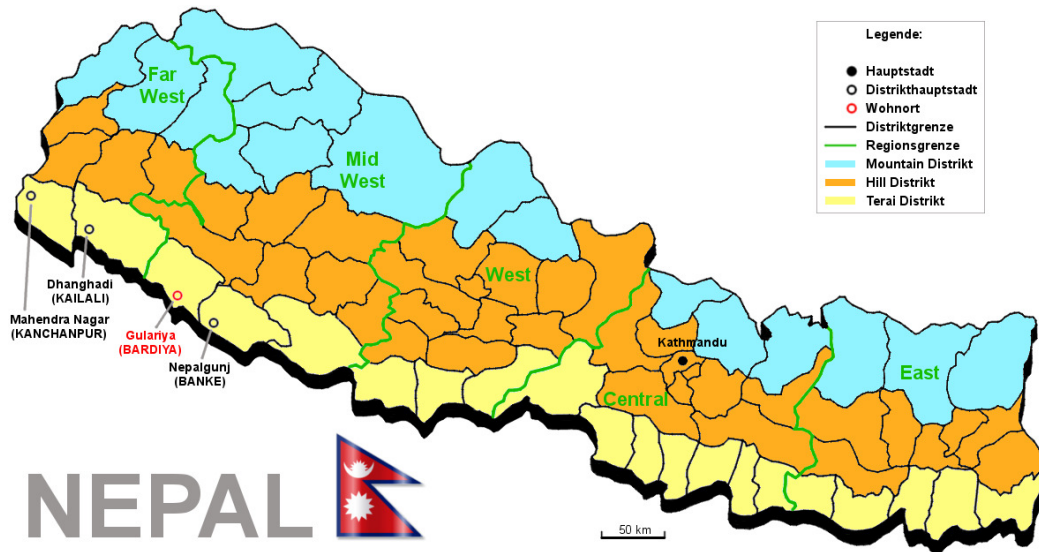 Legende:
Hauptstadt
Distrikthauptstadt
Wohnort
Distriktgrenze
Regionsgrenze
Mountain Distrikt
Hill Distrikt
Terai Distrikt
Far
West
Mid
West
West
Central
East
Kathmandu
Dhanghadi
(KAILALI)
Mahendra Nagar
(KANCHANPUR)
Gulariya
(BARDIYA)
Nepalgunj
(BANKE)
NEPAL
50 km